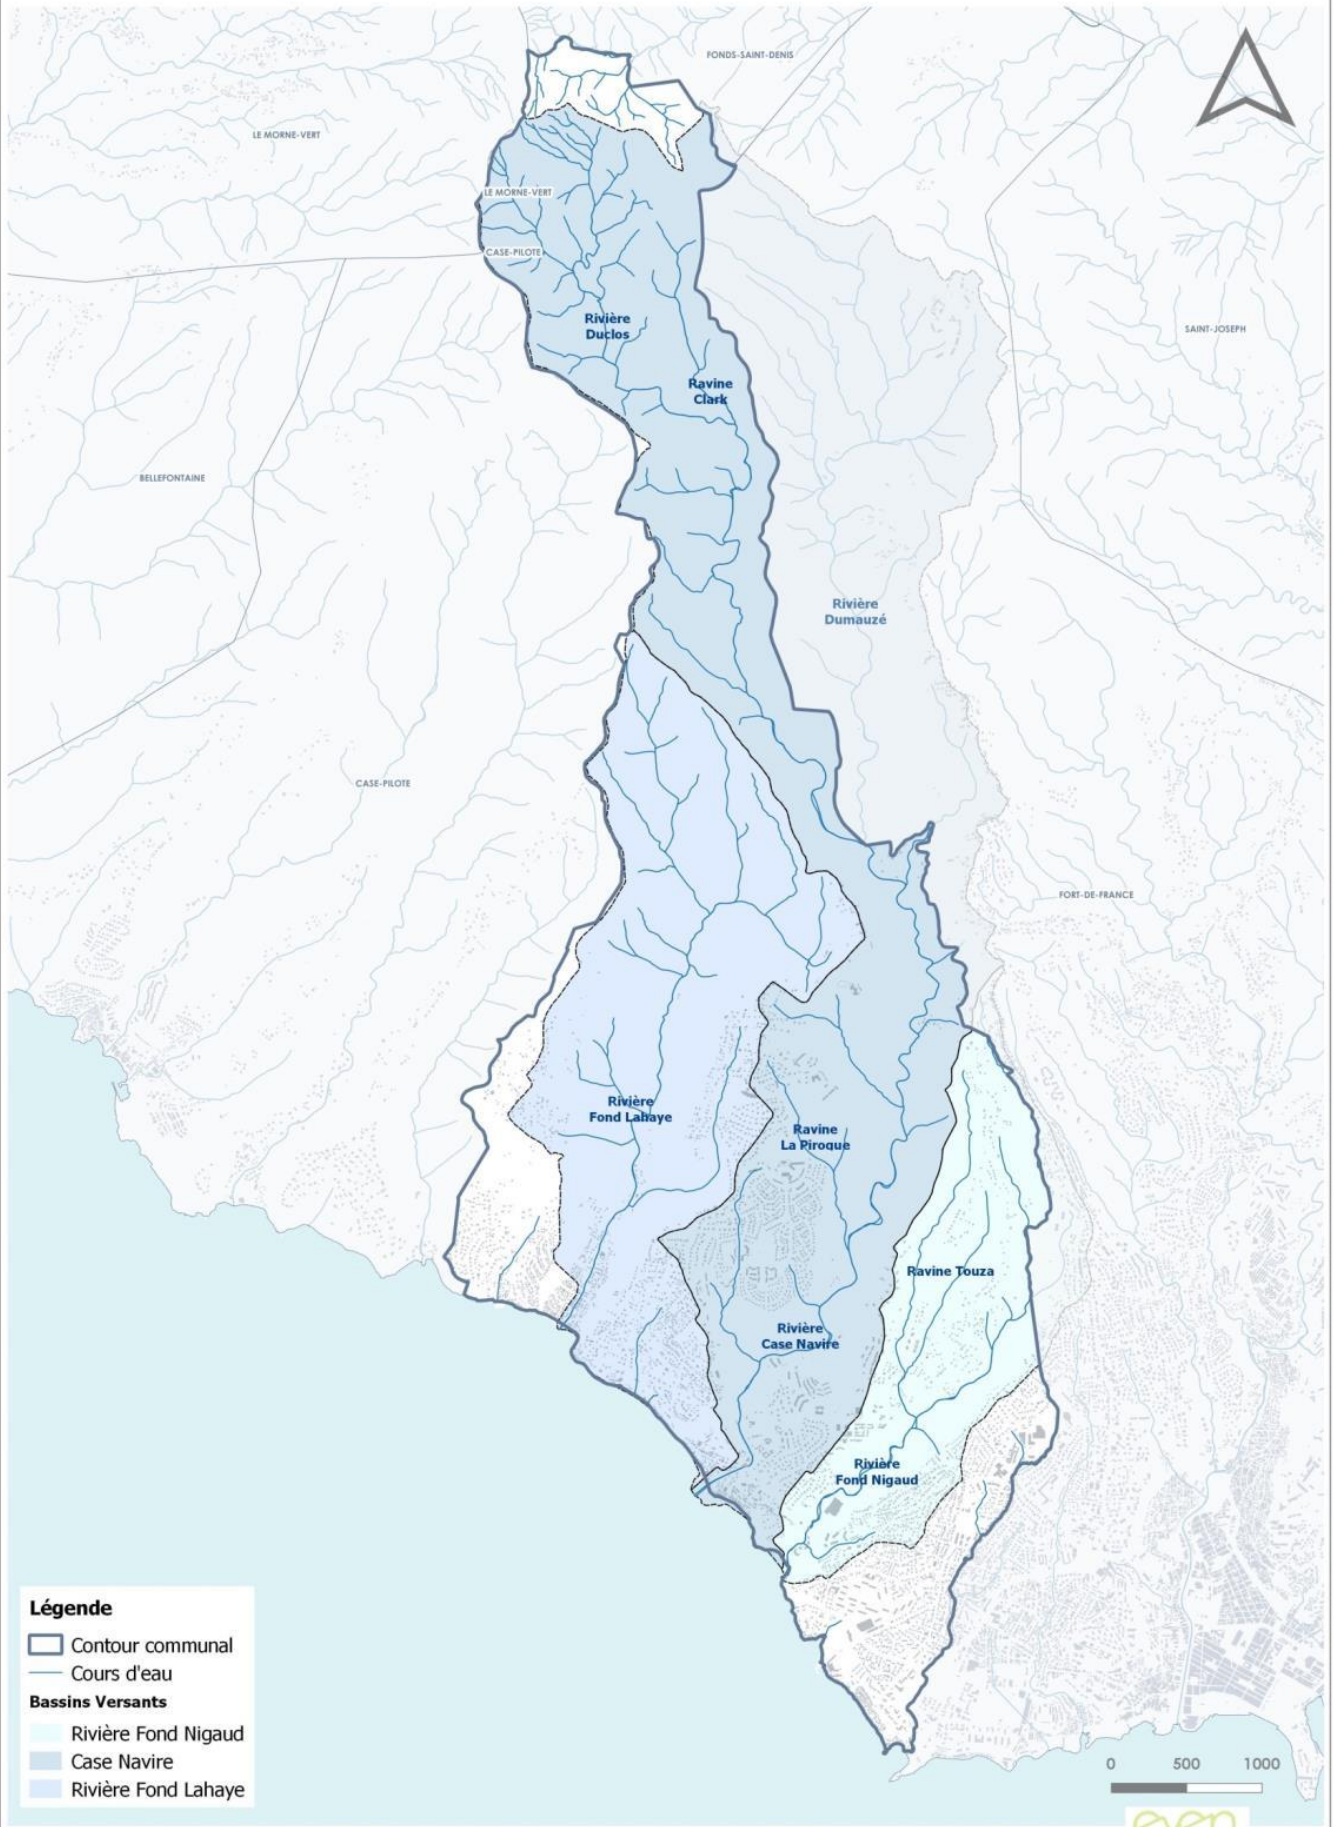 FONDS-SAINT-DENIS
LE MORNE-VERT
LE MORNE-VERT
CASE-PILOTE
Rivière
Duclos
SAINT-JOSEPH
Ravine
Clark
BELLEFONTAINE
Rivière
Dumauzé
CASE-PILOTE
FORT-DE-FRANCE
Rivière
Fond Lahaye
Ravine
La Pirogue
Ravine Touza
Rivière
Case Navire
Rivière
Fond Nigaud
Légende
Contour communal
Cours d'eau
Bassins Versants
Rivière Fond Nigaud
Case Navire
Rivière Fond Lahaye
0 500 1000
even